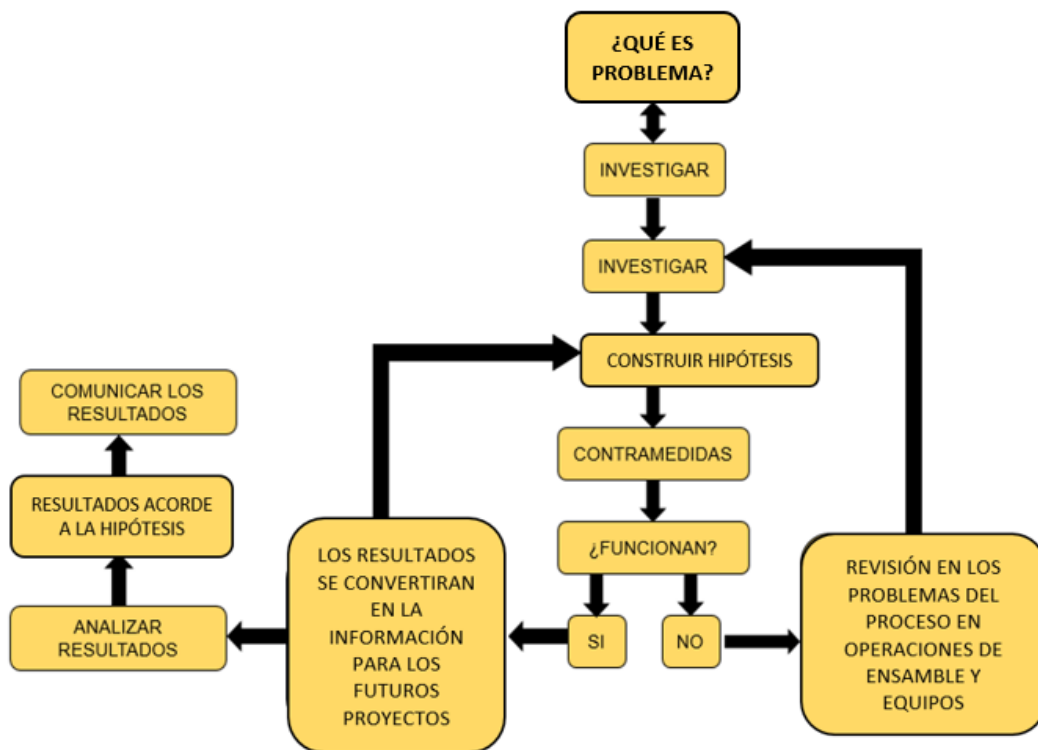 ¿QUÉ ES
PROBLEMA?
INVESTIGAR
INVESTIGAR
CONSTRUIR HIPÓTESIS
CONTRAMEDIDAS
¿FUNCIONAN?
SI
NO
REVISIÓN EN LOS
PROBLEMAS DEL
PROCESO EN
OPERACIONES DE
ENSAMBLE Y
EQUIPOS
LOS RESULTADOS
SE CONVERTIRAN
EN LA
INFORMACIÓN
PARA LOS
FUTUROS
PROYECTOS
ANALIZAR
RESULTADOS
RESULTADOS ACORDE
A LA HIPÓTESIS
COMUNICAR LOS
RESULTADOS